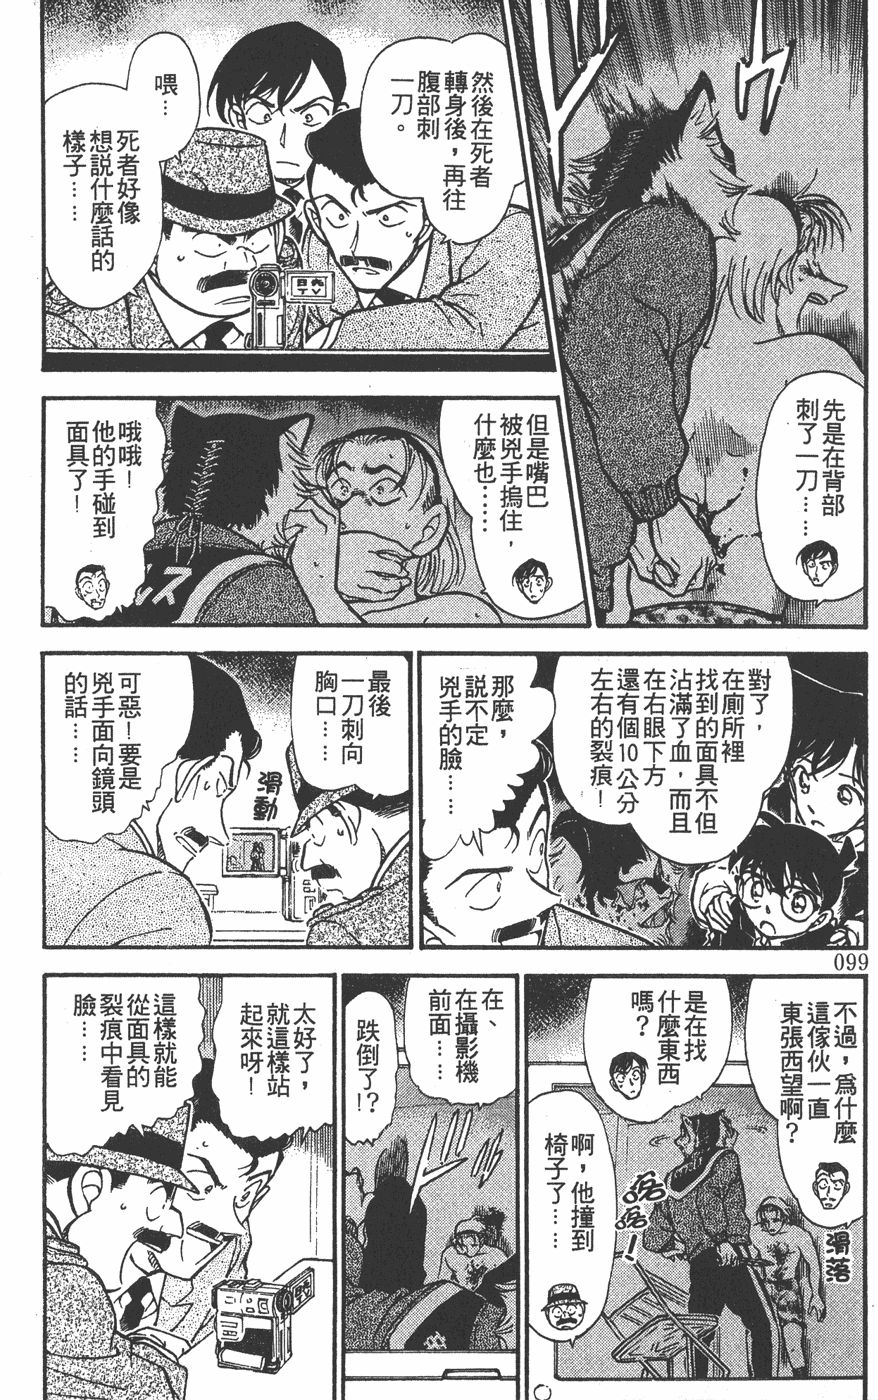 先是在背部
刺了一刀……
然後在死者
轉身後，再往
腹部刺
一刀。
喂…
死者好像
想說什麼話的
樣子……
TV
但是嘴巴
被兇手摀住，
什麼也……
哦哦！
他的手碰到
面具了！
ンス
對了，
在廁所裡
找到的面具不但
沾滿了血，而且
在右眼下方
還有個10公分
左右的裂痕！
那麼，
說不定
兇手的臉……
最後
一刀刺向
胸口……
滑動
可惡！要是
兇手面向鏡頭
的話……
099
不過，為什麼
這傢伙一直
東張西望啊？
是在找
什麼東西
嗎？
滑落
啊，他撞到
椅子了……
在、
在攝影機
前面……
跌倒了！？
太好了，
就這樣站
起來呀！
這樣就能
從面具的
裂痕中看見
臉……